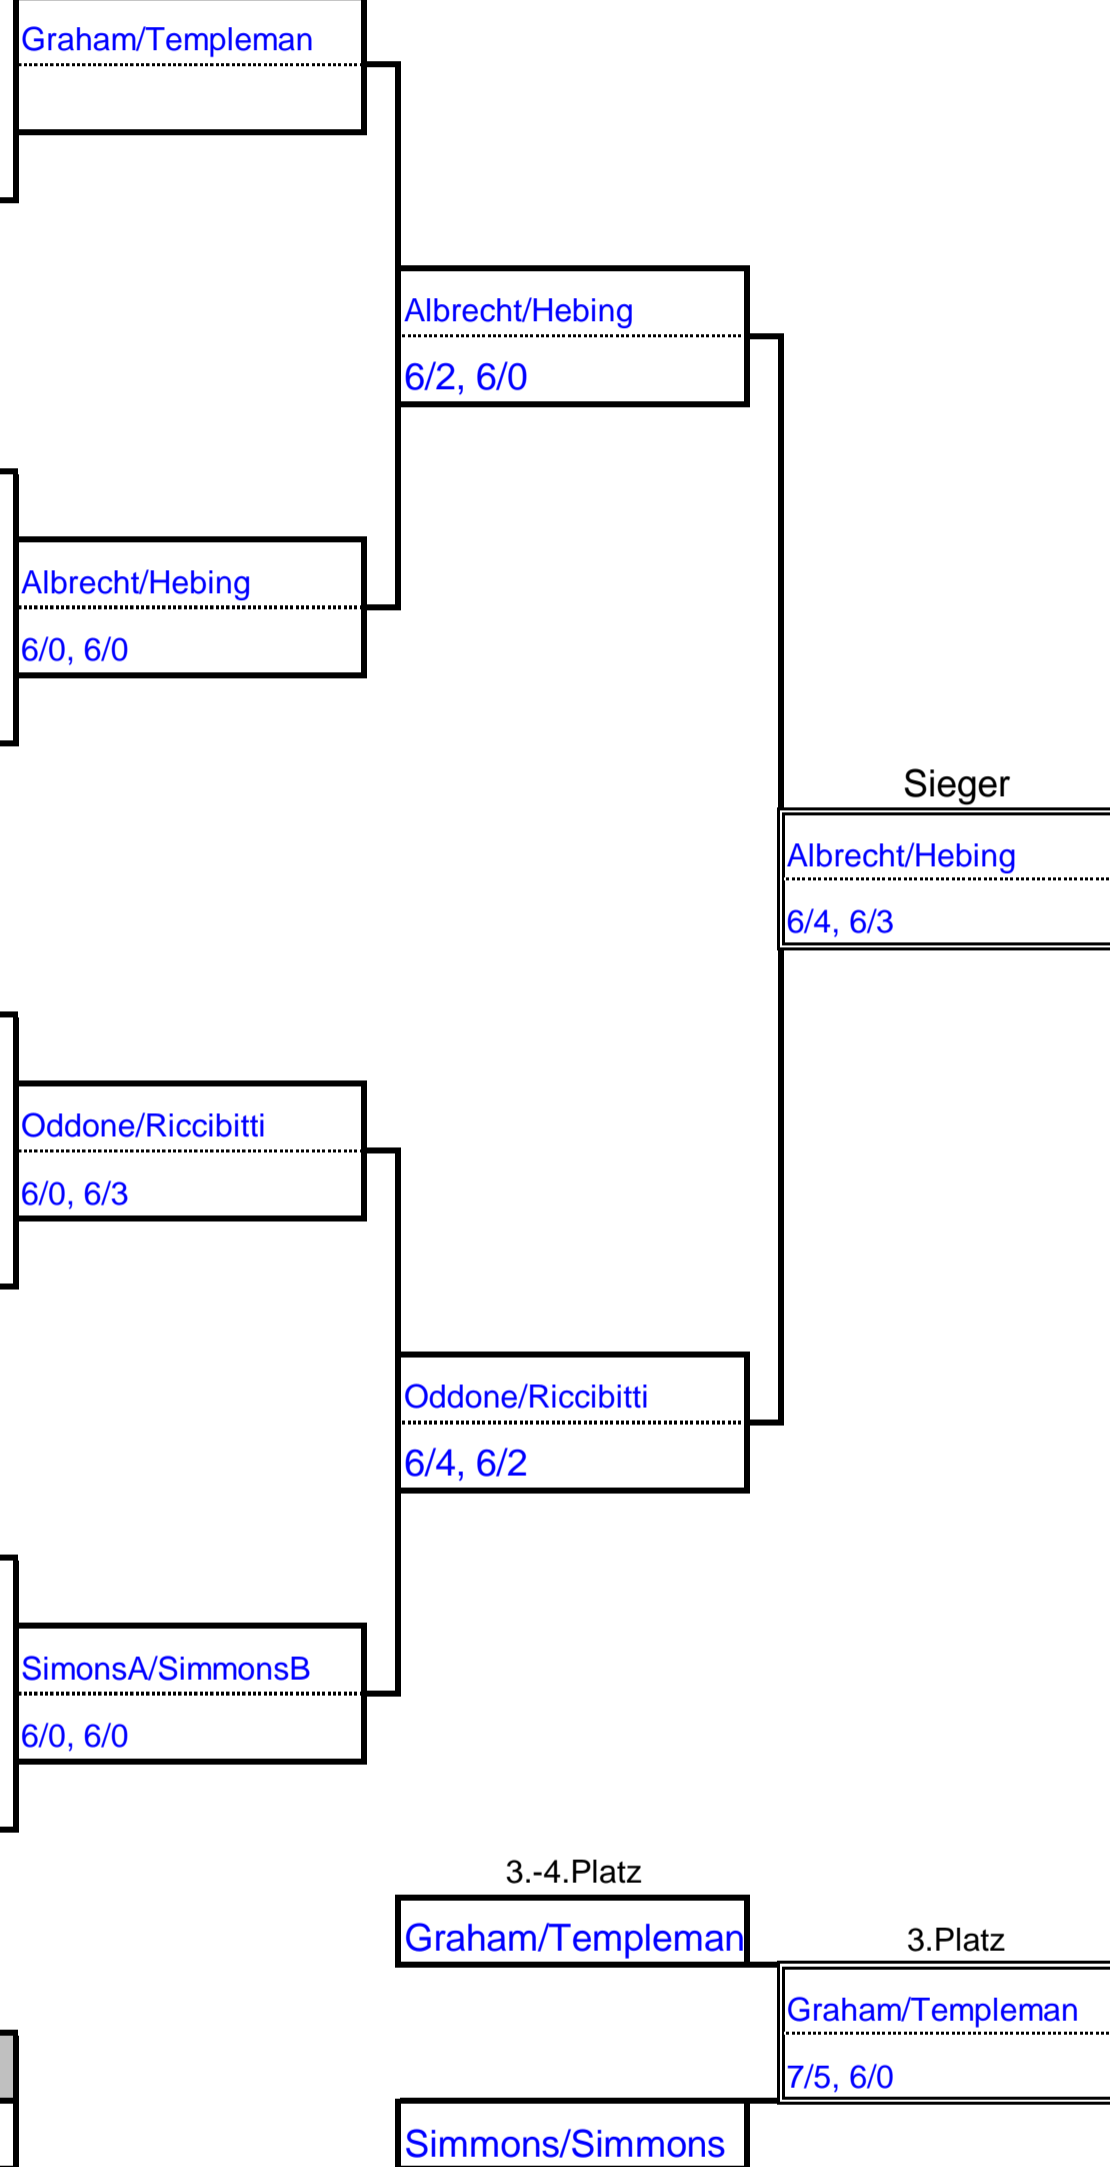 Graham/Templeman
Albrecht/Hebing
6/2, 6/0
Albrecht/Hebing
6/0, 6/0
Sieger
Albrecht/Hebing
6/4, 6/3
Oddone/Riccibitti
6/0, 6/3
Oddone/Riccibitti
6/4, 6/2
SimonsA/SimmonsB
6/0, 6/0
3.-4.Platz
Graham/Templeman
3.Platz
Graham/Templeman
7/5, 6/0
Simmons/Simmons